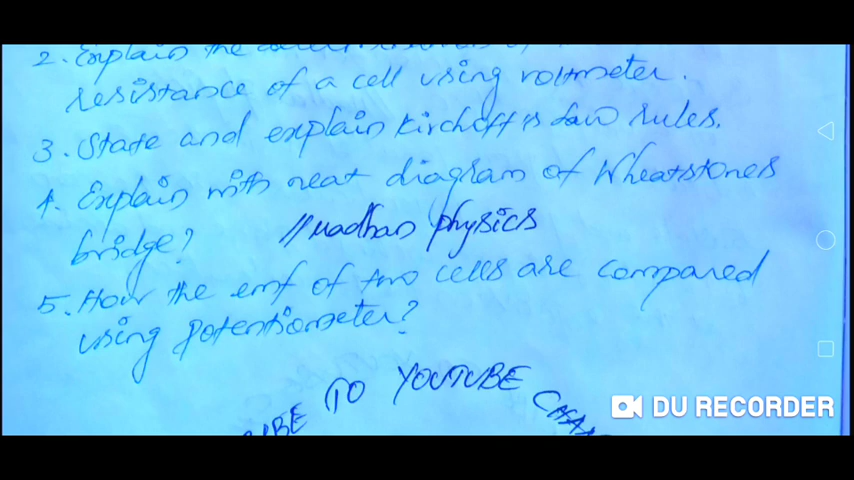 2. Explain the
resistance of a cell using voltmeter.
3. State and explain Kirchoff's law rules.
4. Explain with neat diagram of Wheatstones
bridge?
//madhan physics
5. How the emf of two cells are compared
using potentiometer?
TO YOUTUBE
DU RECORDER